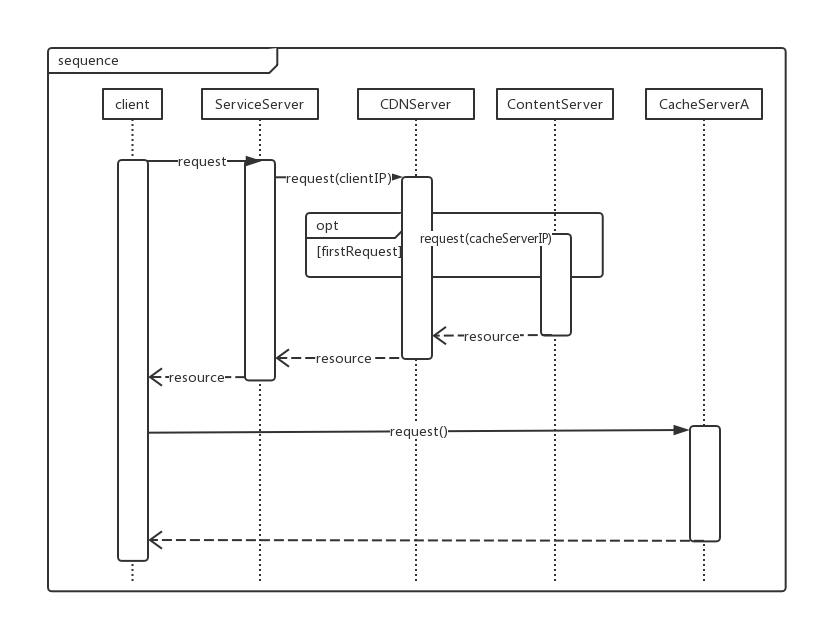 sequence
client
ServiceServer
CDNServer
ContentServer
CacheServerA
request
request(clientIP)
opt
request(cacheServerIP)
[firstRequest]
resource
resource
resource
request()